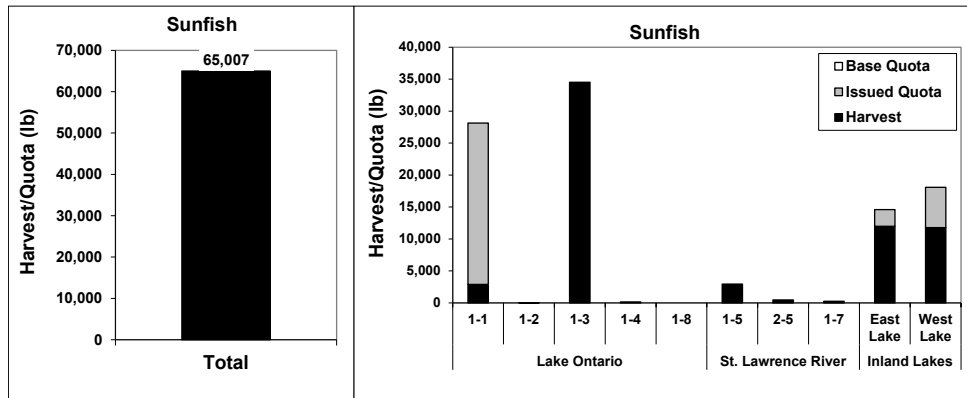 Sunfish
65,007
70,000
60,000
50,000
40,000
30,000
20,000
10,000
0
Harvest/Quota (lb)
Total
Sunfish
40,000
35,000
30,000
25,000
20,000
15,000
10,000
5,000
0
Harvest/Quota (lb)
Base Quota
Issued Quota
Harvest
1-1 1-2 1-3 1-4 1-8 1-5 2-5 1-7 East Lake West Lake
Lake Ontario St. Lawrence River Inland Lakes